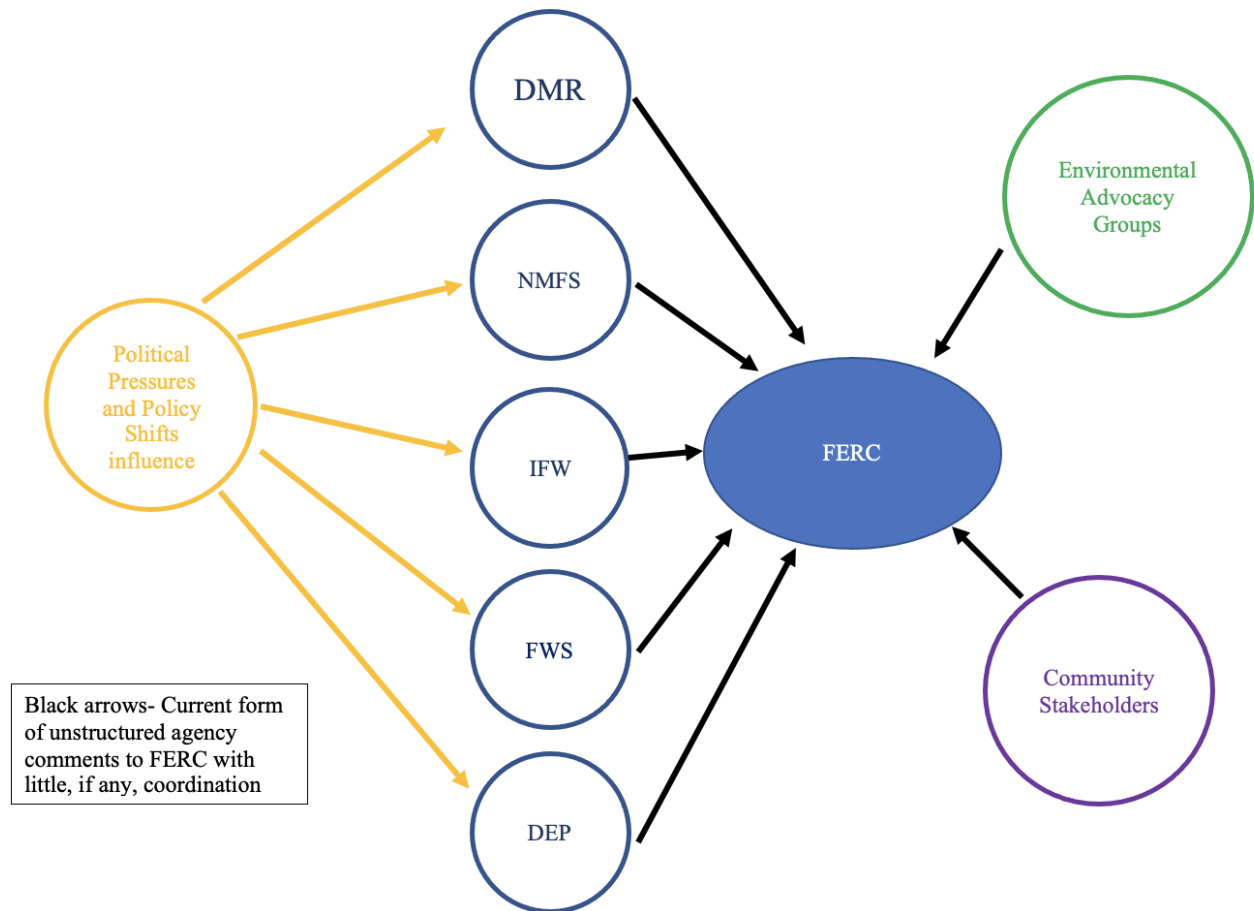 DMR
NMFS
IFW
FWS
DEP
Political
Pressures
and Policy
Shifts
influence
FERC
Environmental
Advocacy
Groups
Community
Stakeholders
Black arrows- Current form
of unstructured agency
comments to FERC with
little, if any, coordination